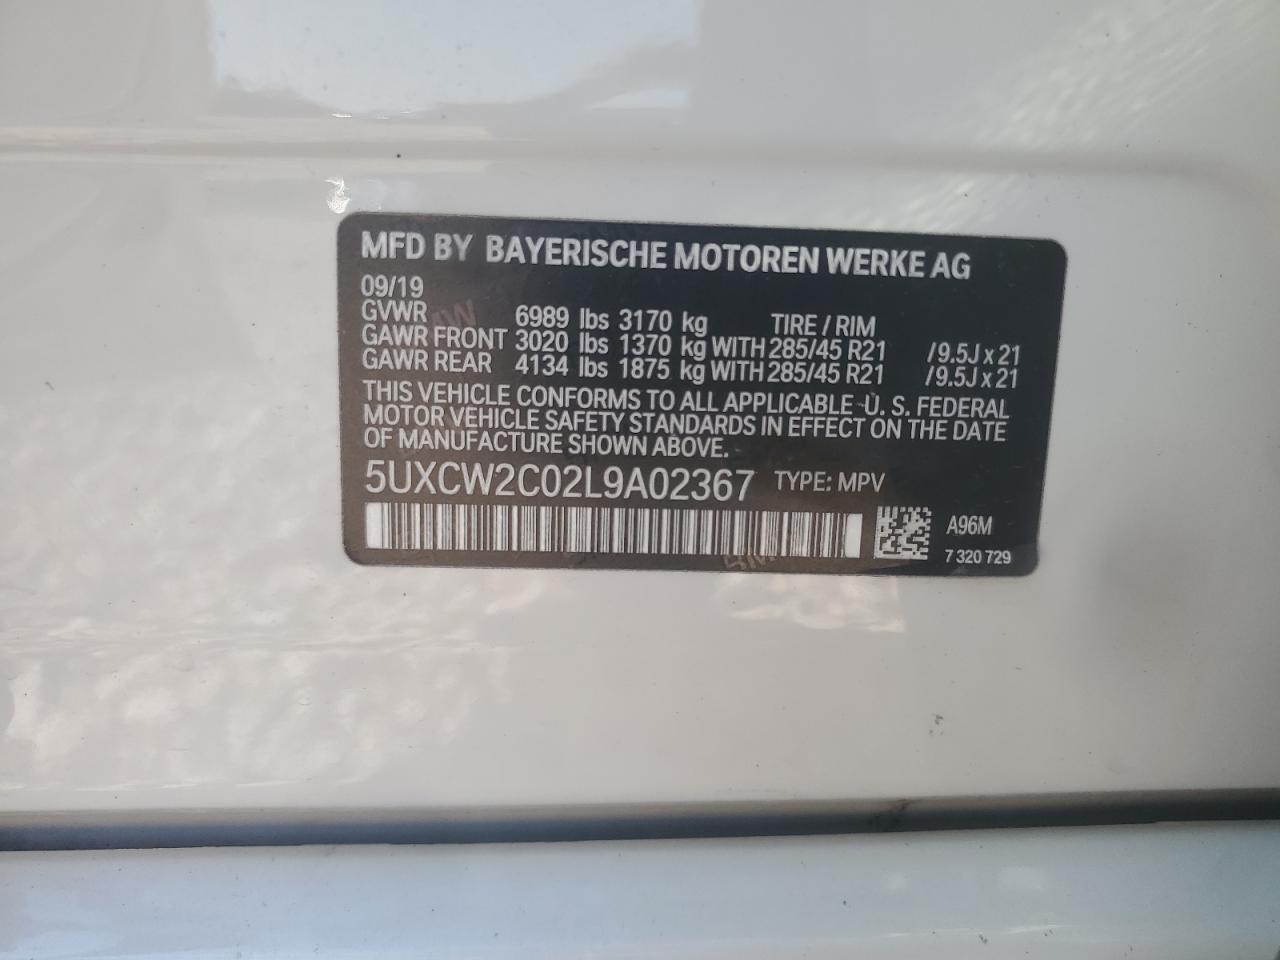 MFD BY BAYERISCHE MOTOREN WERKE AG
09/19
GVWR 6989 lbs 3170 kg TIRE / RIM
GAWR FRONT 3020 lbs 1370 kg WITH 285/45 R21 /9.5J x 21
GAWR REAR 4134 lbs 1875 kg WITH 285/45 R21 /9.5J x 21
THIS VEHICLE CONFORMS TO ALL APPLICABLE U. S. FEDERAL
MOTOR VEHICLE SAFETY STANDARDS IN EFFECT ON THE DATE
OF MANUFACTURE SHOWN ABOVE.
5UXCW2C02L9A02367 TYPE: MPV
A96M
7 320 729